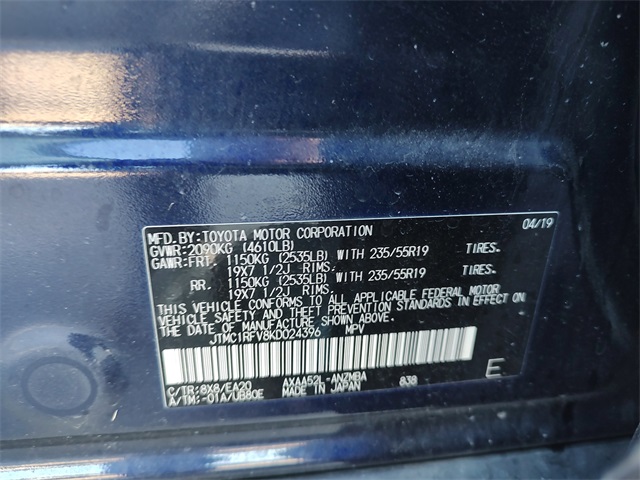 MFD. BY: TOYOTA MOTOR CORPORATION 04/19
GVWR: 2090KG (4610LB)
GAWR: FRT. 1150KG (2535LB) WITH 235/55R19 TIRES.
19X7 1/2J RIMS.
RR. 1150KG (2535LB) WITH 235/55R19 TIRES.
19X7 1/2J RIMS.
THIS VEHICLE CONFORMS TO ALL APPLICABLE FEDERAL MOTOR
VEHICLE SAFETY AND THEFT PREVENTION STANDARDS IN EFFECT ON
THE DATE OF MANUFACTURE SHOWN ABOVE.
JTMC1RFV8KD024396 MPV
C/TR: 8X8/EA20 AXAA52L-ANZMBA 838 E
A/TM: -01A/UB80E MADE IN JAPAN